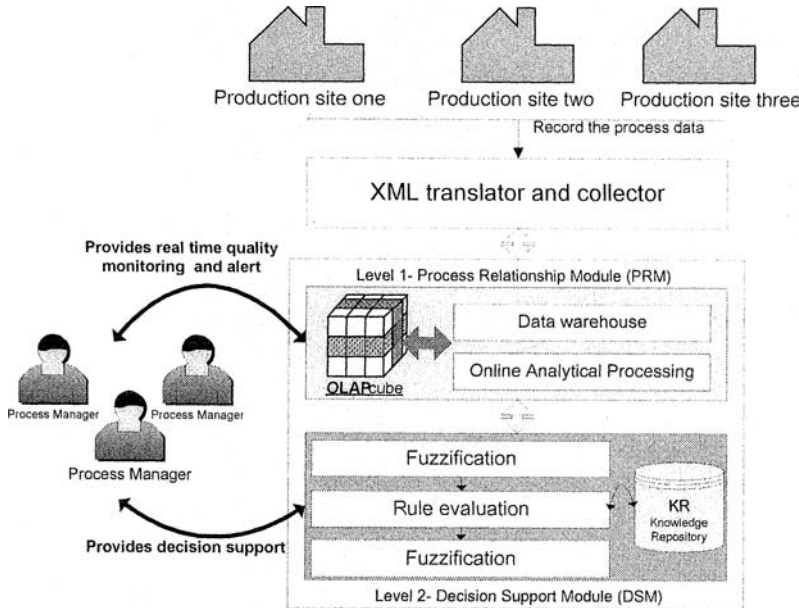 Production site one
Production site two
Production site three
Record the process data
XML translator and collector
Provides real time quality
monitoring and alert
Level 1- Process Relationship Module (PRM)
Data warehouse
Online Analytical Processing
OLAP cube
Process Manager
Process Manager
Process Manager
Fuzzification
Rule evaluation
Fuzzification
KR
Knowledge
Repository
Provides decision support
Level 2- Decision Support Module (DSM)